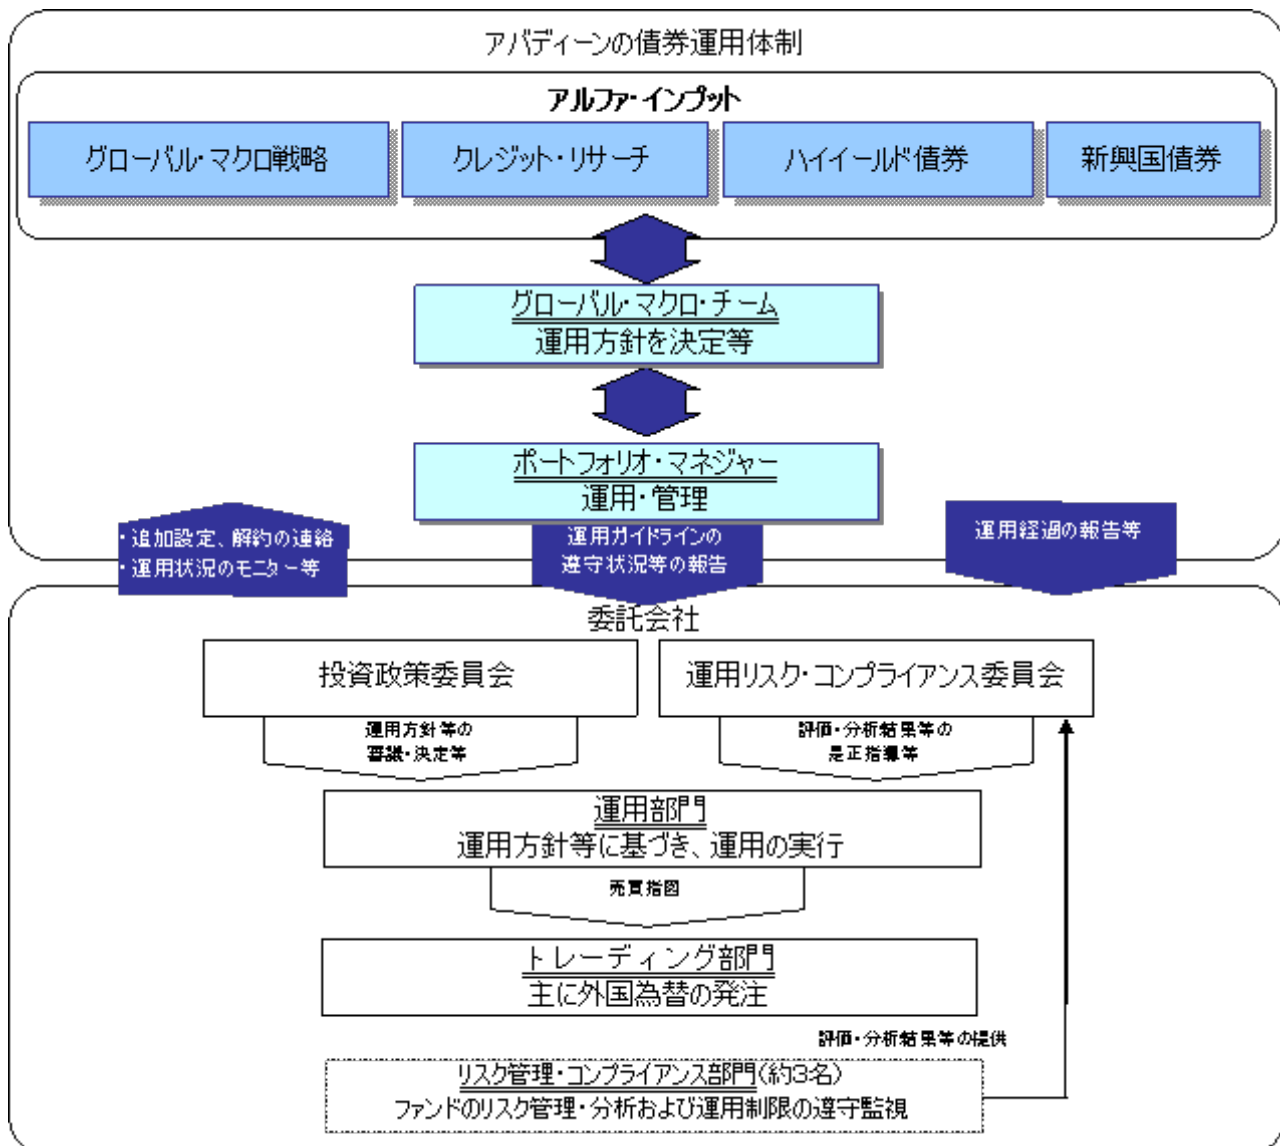 アバディーンの債券運用体制
アルファ・インプット
グローバル・マクロ戦略
クレジット・リサーチ
ハイイールド債券
新興国債券
グローバル・マクロ・チーム
運用方針を決定等
ポートフォリオ・マネジャー
運用・管理
・追加設定、解約の連絡
・運用状況のモニター等
運用ガイドラインの
遵守状況等の報告
運用経過の報告等
委託会社
投資政策委員会
運用リスク・コンプライアンス委員会
運用方針等の
審議・決定等
評価・分析結果等の
是正指導等
運用部門
運用方針等に基づき、運用の実行
売買指図
トレーディング部門
主に外国為替の発注
評価・分析結果等の提供
リスク管理・コンプライアンス部門(約3名)
ファンドのリスク管理・分析および運用制限の遵守監視